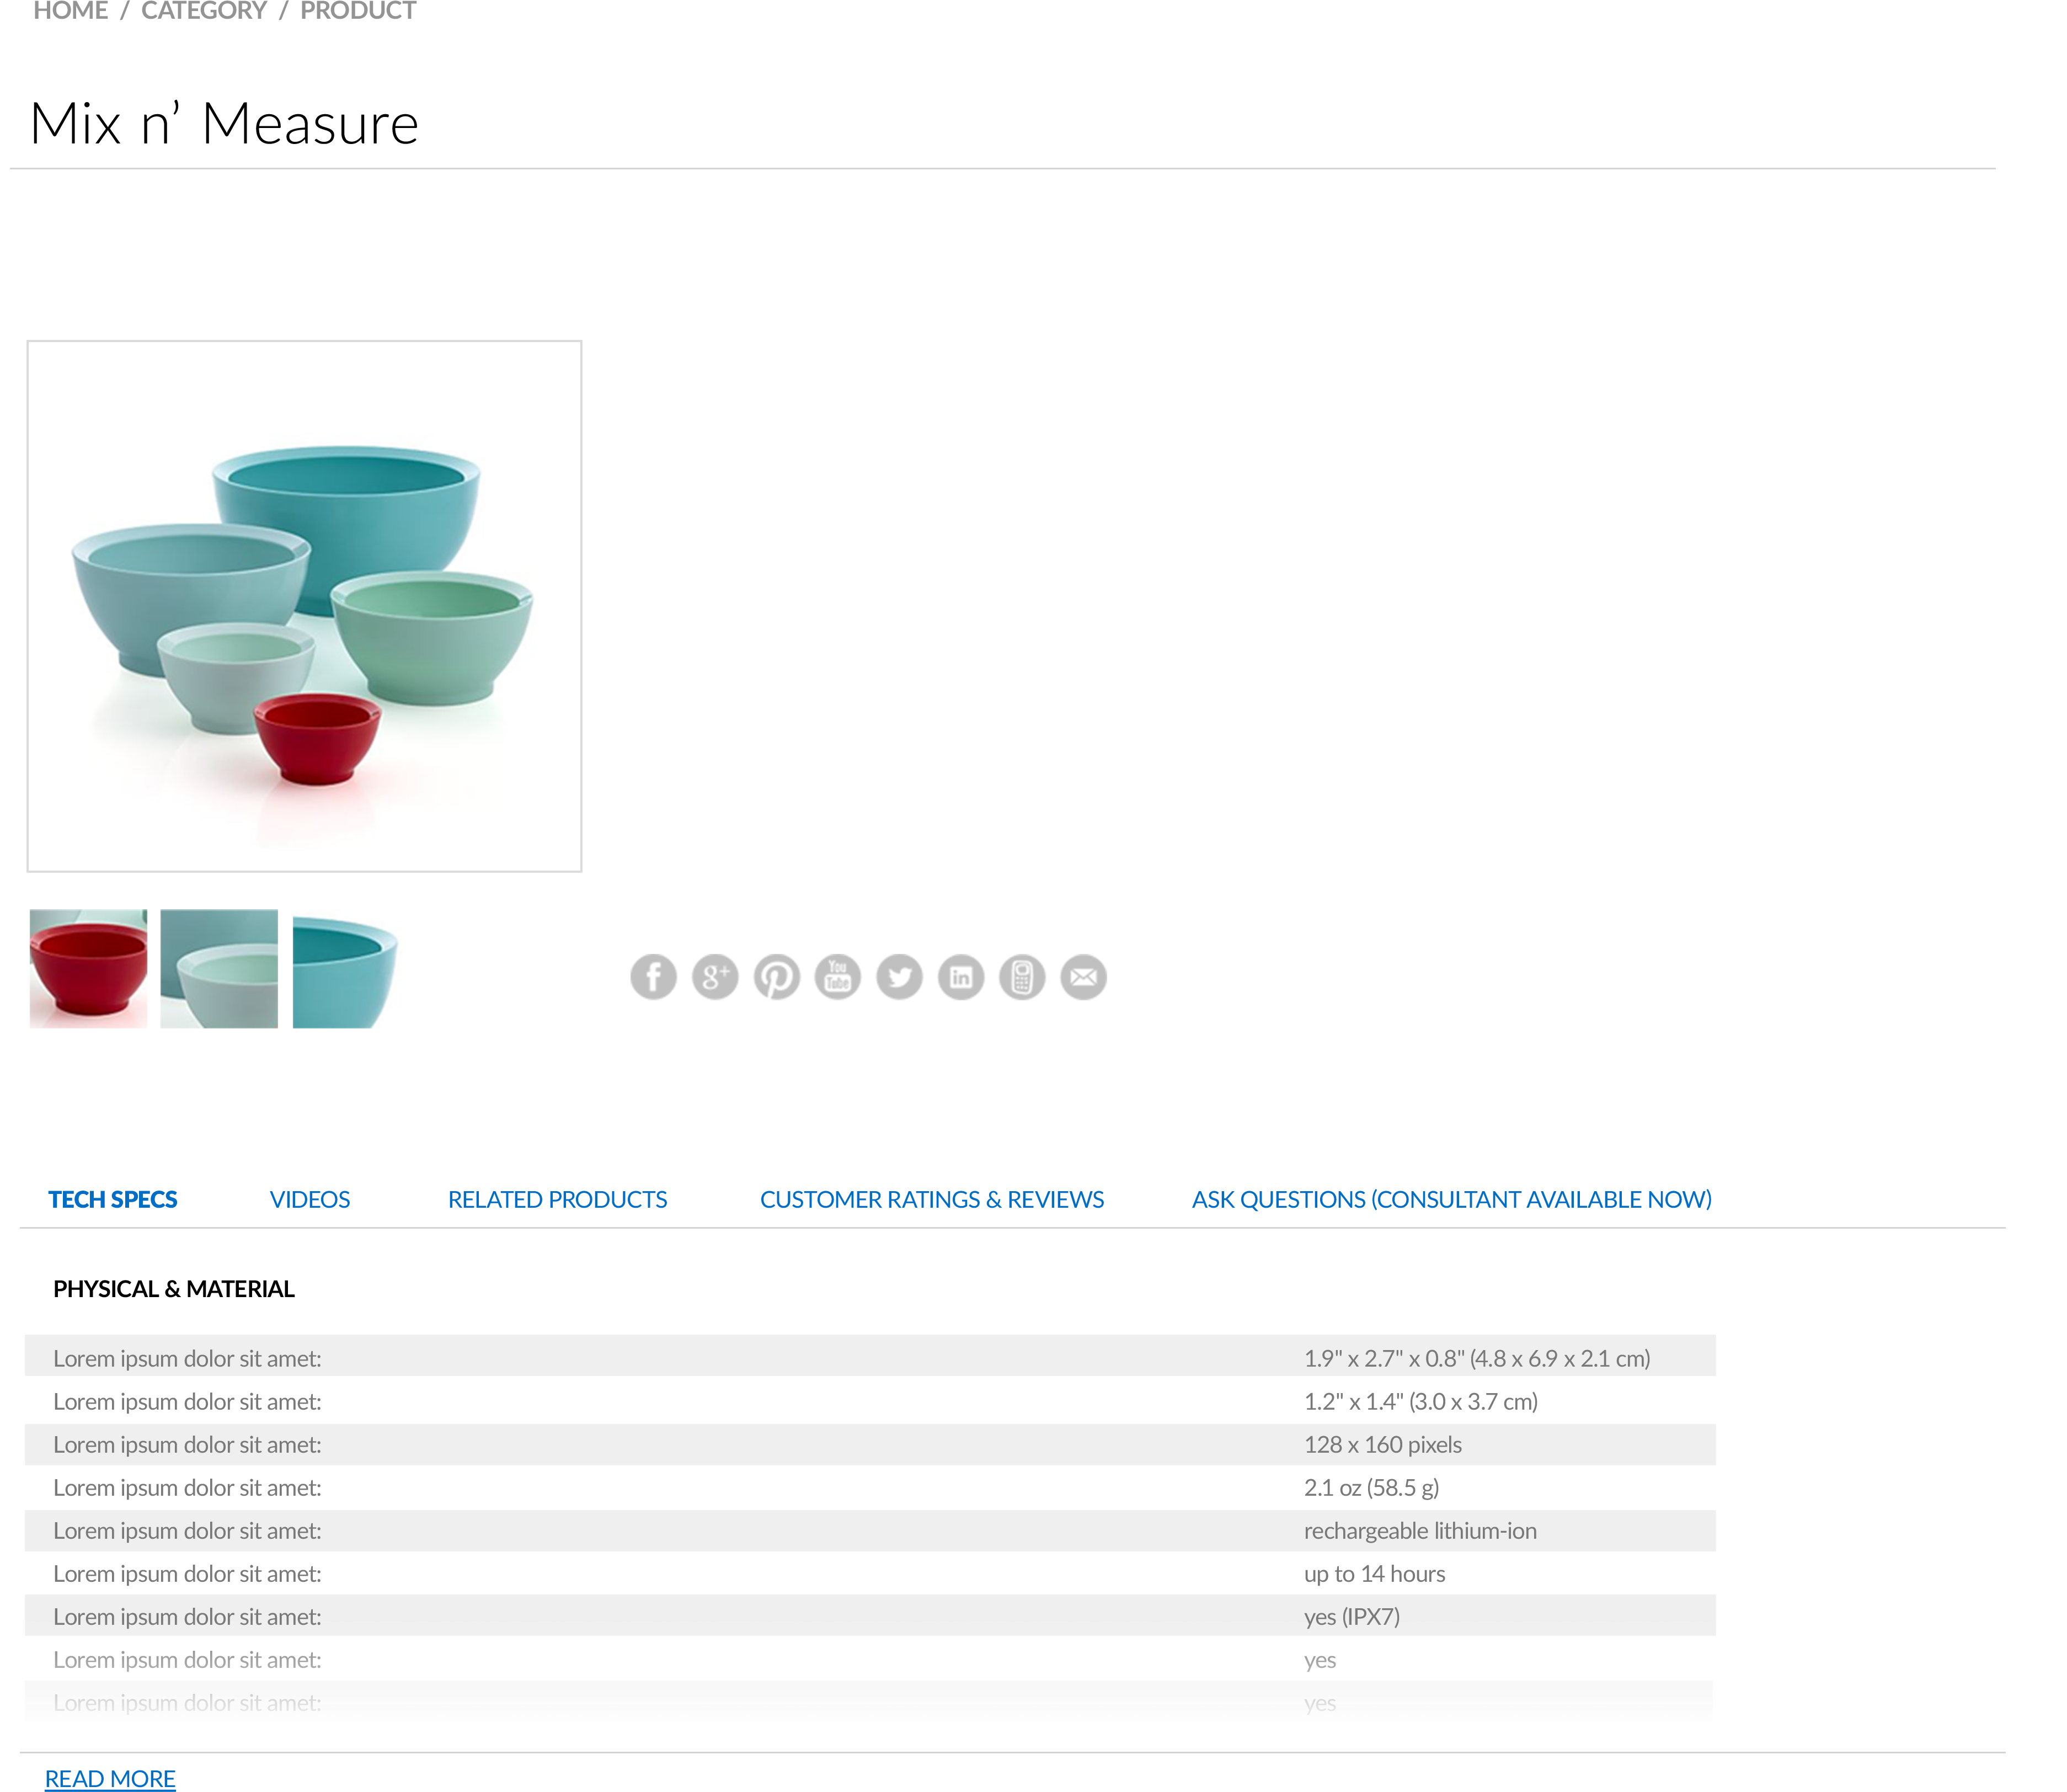 HOME / CATEGORY / PRODUCT
Mix n’ Measure
f g+ You Tube in
TECH SPECS VIDEOS RELATED PRODUCTS CUSTOMER RATINGS & REVIEWS ASK QUESTIONS (CONSULTANT AVAILABLE NOW)
PHYSICAL & MATERIAL
Lorem ipsum dolor sit amet: 1.9" x 2.7" x 0.8" (4.8 x 6.9 x 2.1 cm)
Lorem ipsum dolor sit amet: 1.2" x 1.4" (3.0 x 3.7 cm)
Lorem ipsum dolor sit amet: 128 x 160 pixels
Lorem ipsum dolor sit amet: 2.1 oz (58.5 g)
Lorem ipsum dolor sit amet: rechargeable lithium-ion
Lorem ipsum dolor sit amet: up to 14 hours
Lorem ipsum dolor sit amet: yes (IPX7)
Lorem ipsum dolor sit amet: yes
Lorem ipsum dolor sit amet: yes
READ MORE